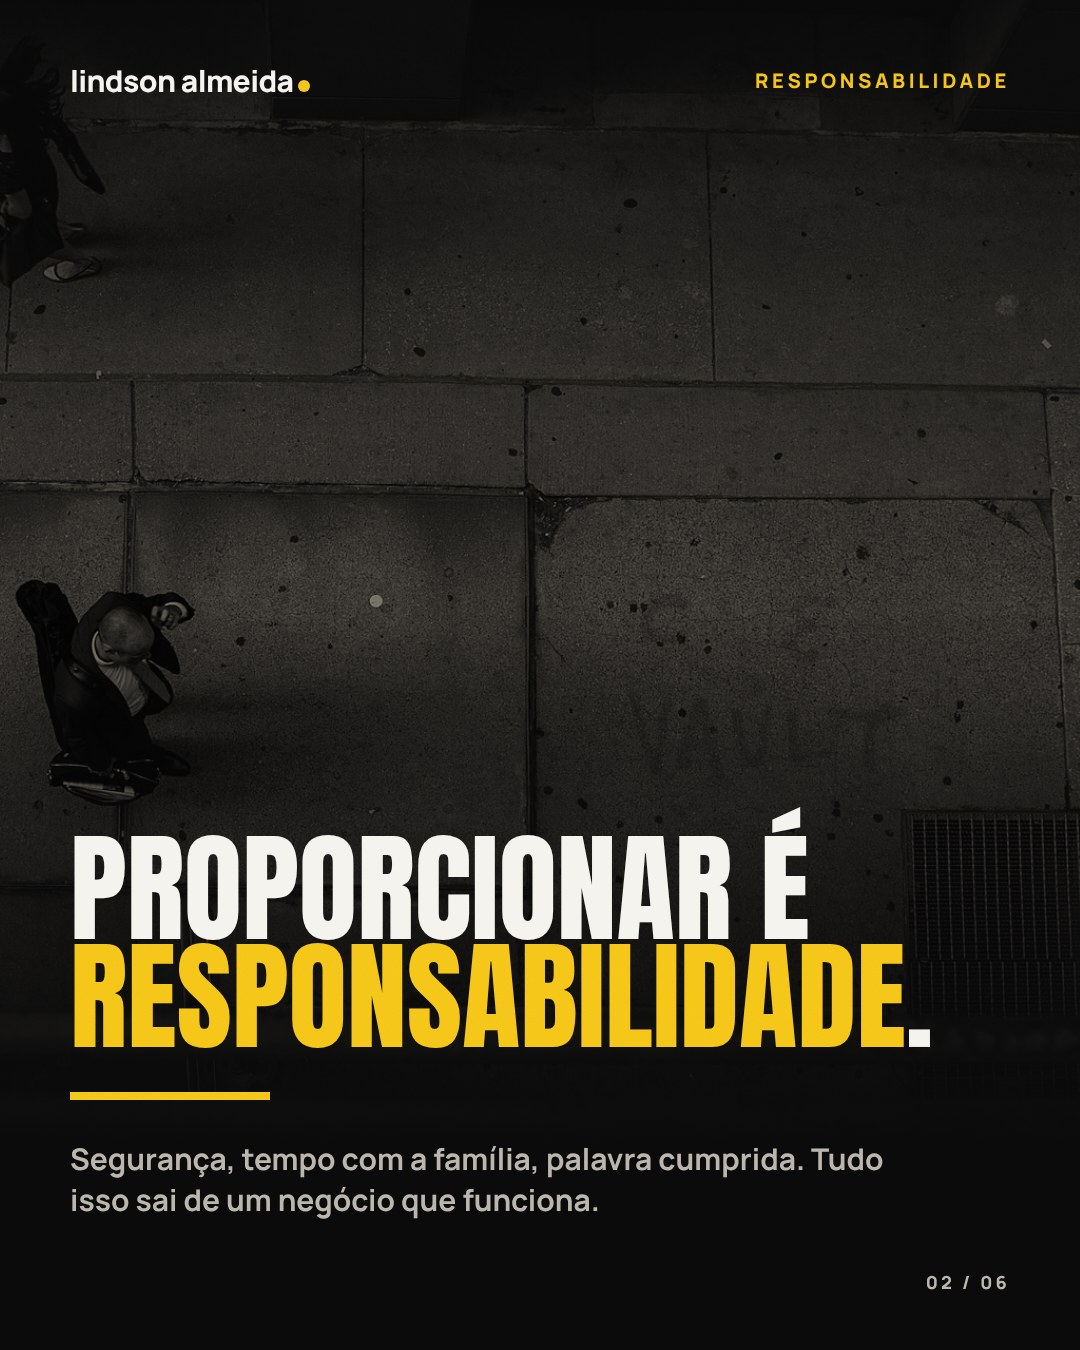 lindson almeida
RESPONSABILIDADE
VAULT
PROPORCIONAR É
RESPONSABILIDADE.
Segurança, tempo com a família, palavra cumprida. Tudo
isso sai de um negócio que funciona.
02 / 06